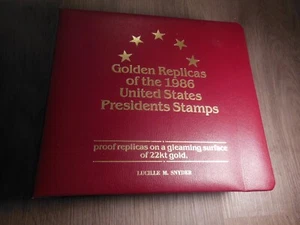 Golden Replicas
of the 1986
United States
Presidents Stamps
proof replicas on a gleaming surface
of 22kt gold.
LUCILLE M. SNYDER